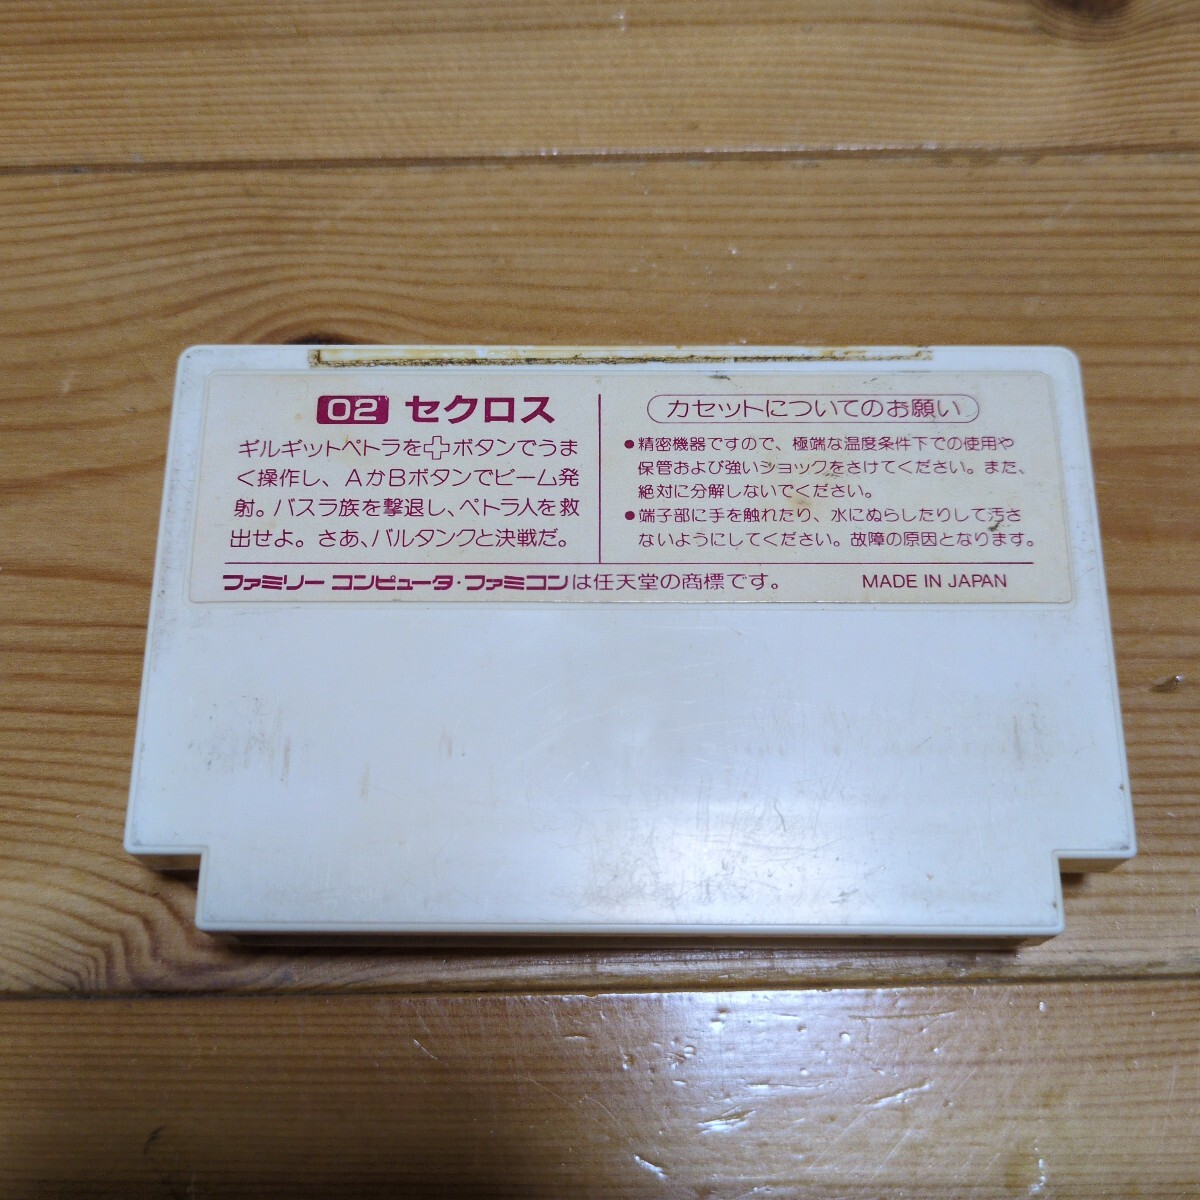 02 セクロス
ギルギットペトラを✚ボタンでうま
く操作し、AかBボタンでビーム発
射。バスラ族を撃退し、ペトラ人を救
出せよ。さあ、バルタンクと決戦だ。
カセットについてのお願い
●精密機器ですので、極端な温度条件下での使用や
保管および強いショックをさけてください。また、
絶対に分解しないでください。
●端子部に手を触れたり、水にぬらしたりして汚さ
ないようにしてください。故障の原因となります。
ファミリーコンピュータ・ファミコンは任天堂の商標です。
MADE IN JAPAN